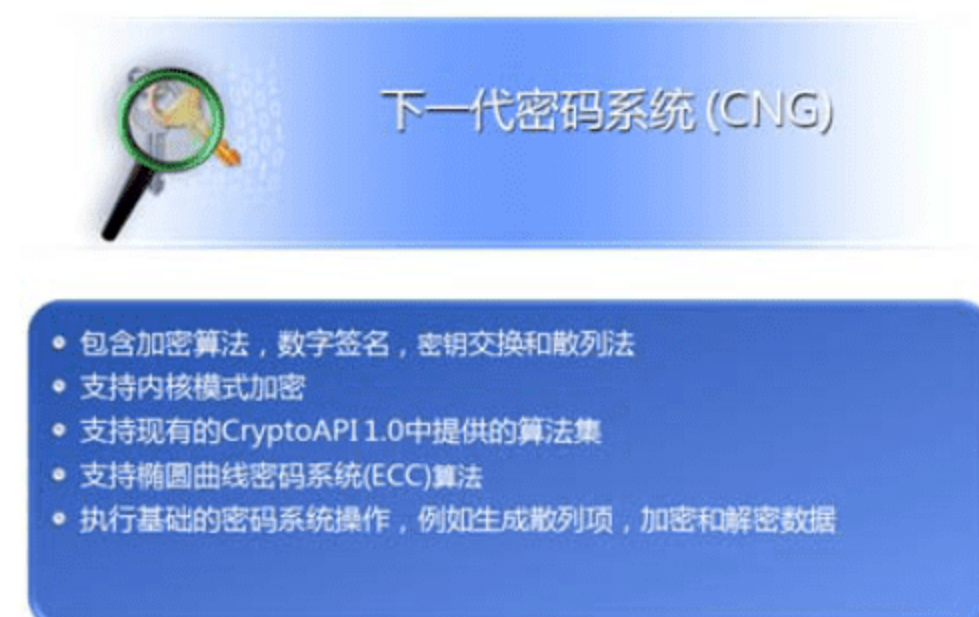 下一代密码系统 (CNG)
包含加密算法，数字签名，密钥交换和散列法
支持内核模式加密
支持现有的CryptoAPI 1.0中提供的算法集
支持椭圆曲线密码系统(ECC)算法
执行基础的密码系统操作，例如生成散列项，加密和解密数据